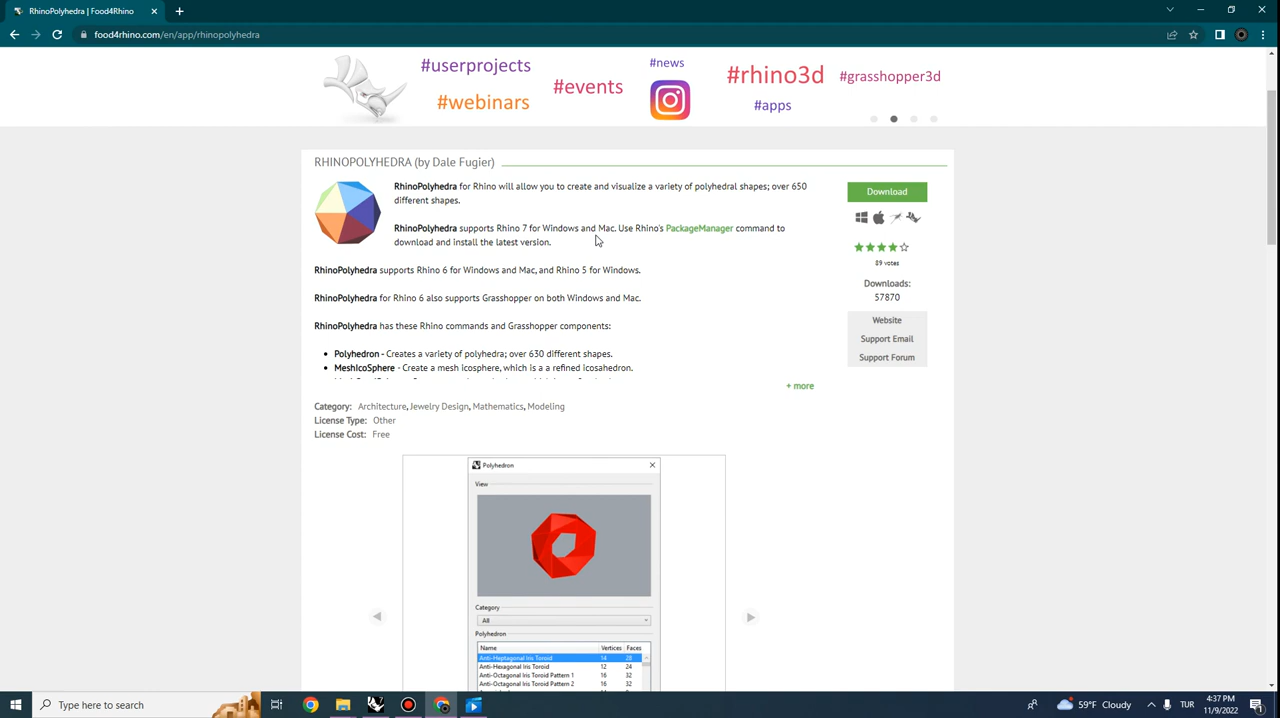 RhinoPolyhedra | Food4Rhino
food4rhino.com/en/app/rhinopolyhedra
#userprojects
#webinars
#events
#news
#rhino3d
#apps
#grasshopper3d
RHINOPOLYHEDRA (by Dale Fugier)
RhinoPolyhedra for Rhino will allow you to create and visualize a variety of polyhedral shapes; over 650
different shapes.
RhinoPolyhedra supports Rhino 7 for Windows and Mac. Use Rhino's PackageManager command to
download and install the latest version.
RhinoPolyhedra supports Rhino 6 for Windows and Mac, and Rhino 5 for Windows.
RhinoPolyhedra for Rhino 6 also supports Grasshopper on both Windows and Mac.
RhinoPolyhedra has these Rhino commands and Grasshopper components:
• Polyhedron - Creates a variety of polyhedra; over 630 different shapes.
• MeshIcoSphere - Create a mesh icosphere, which is a a refined icosahedron.
+ more
Download
89 votes
Downloads:
57870
Website
Support Email
Support Forum
Category: Architecture, Jewelry Design, Mathematics, Modeling
License Type: Other
License Cost: Free
Polyhedron
View
Category
All
Polyhedron
Name Vertices Faces
Anti-Heptagonal Iris Toroid 14 28
Anti-Hexagonal Iris Toroid 12 24
Anti-Octagonal Iris Toroid Pattern 1 16 32
Anti-Octagonal Iris Toroid Pattern 2 16 32
Type here to search
59°F Cloudy
TUR
4:37 PM
11/9/2022